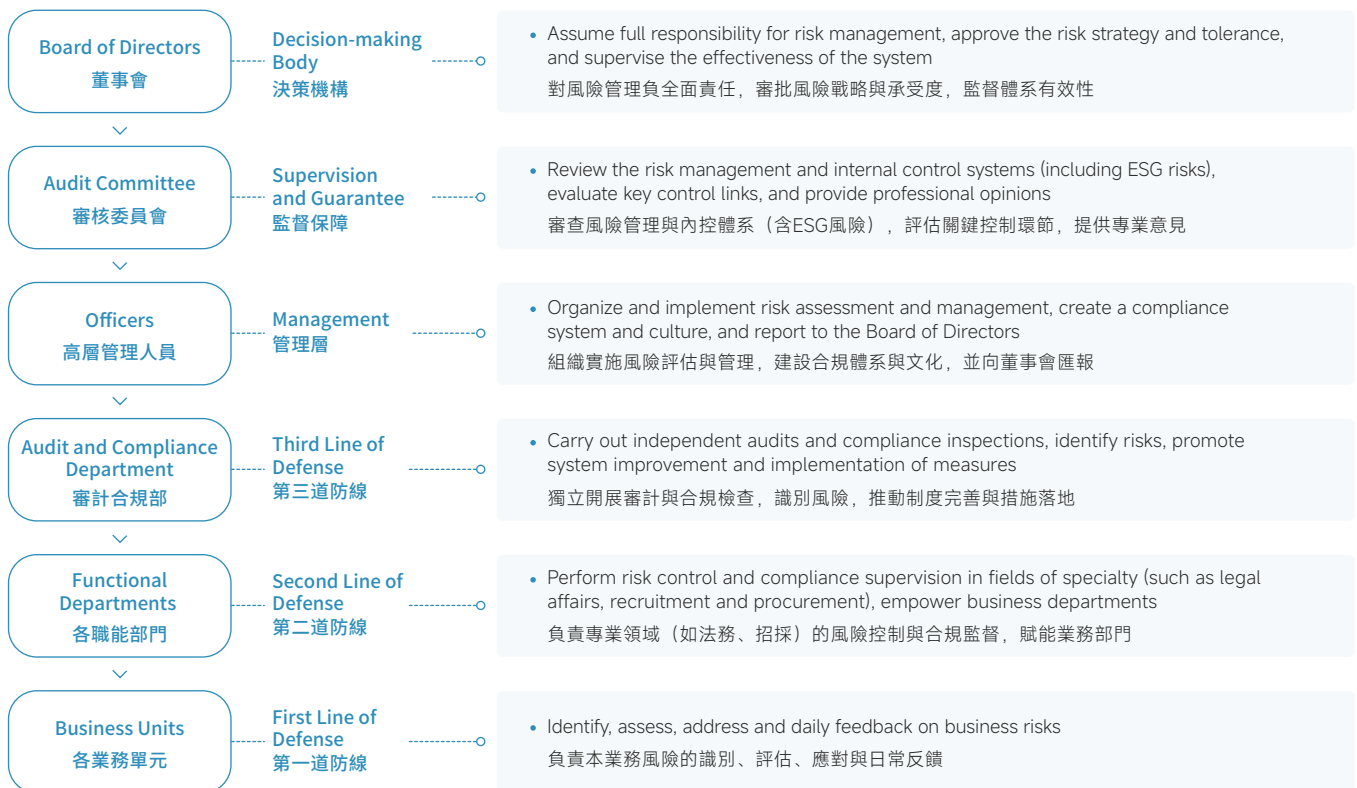 Board of Directors
董事會
Decision-making
Body
決策機構
• Assume full responsibility for risk management, approve the risk strategy and tolerance,
and supervise the effectiveness of the system
對風險管理負全面責任，審批風險戰略與承受度，監督體系有效性
Audit Committee
審核委員會
Supervision
and Guarantee
監督保障
• Review the risk management and internal control systems (including ESG risks),
evaluate key control links, and provide professional opinions
審查風險管理與內控體系（含ESG風險），評估關鍵控制環節，提供專業意見
Officers
高層管理人員
Management
管理層
• Organize and implement risk assessment and management, create a compliance
system and culture, and report to the Board of Directors
組織實施風險評估與管理，建設合規體系與文化，並向董事會匯報
Audit and Compliance
Department
審計合規部
Third Line of
Defense
第三道防線
• Carry out independent audits and compliance inspections, identify risks, promote
system improvement and implementation of measures
獨立開展審計與合規檢查，識別風險，推動制度完善與措施落地
Functional
Departments
各職能部門
Second Line of
Defense
第二道防線
• Perform risk control and compliance supervision in fields of specialty (such as legal
affairs, recruitment and procurement), empower business departments
負責專業領域（如法務、招採）的風險控制與合規監督，賦能業務部門
Business Units
各業務單元
First Line of
Defense
第一道防線
• Identify, assess, address and daily feedback on business risks
負責本業務風險的識別、評估、應對與日常反饋